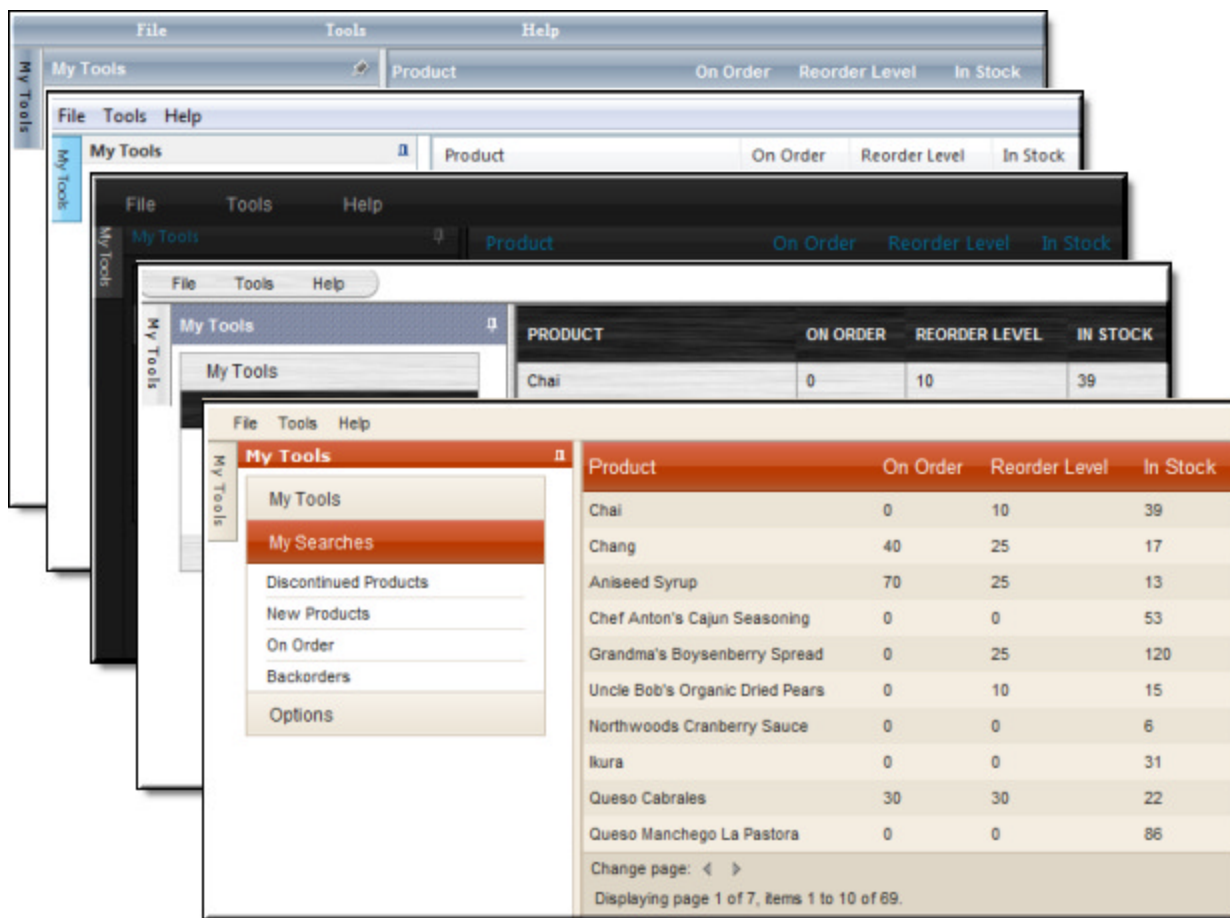 File Tools Help
My Tools
My Tools
Product On Order Reorder Level In Stock
File Tools Help
My Tools
My Tools
Product On Order Reorder Level In Stock
File Tools Help
My Tools
My Tools
Product On Order Reorder Level In Stock
File Tools Help
My Tools
My Tools
PRODUCT ON ORDER REORDER LEVEL IN STOCK
My Tools
Chai 0 10 39
File Tools Help
My Tools
My Tools
Product On Order Reorder Level In Stock
My Tools
My Searches
Discontinued Products
New Products
On Order
Backorders
Options
Chai 0 10 39
Chang 40 25 17
Aniseed Syrup 70 25 13
Chef Anton's Cajun Seasoning 0 0 53
Grandma's Boysenberry Spread 0 25 120
Uncle Bob's Organic Dried Pears 0 10 15
Northwoods Cranberry Sauce 0 0 6
Ikura 0 0 31
Queso Cabrales 30 30 22
Queso Manchego La Pastora 0 0 86
Change page:
Displaying page 1 of 7, items 1 to 10 of 69.